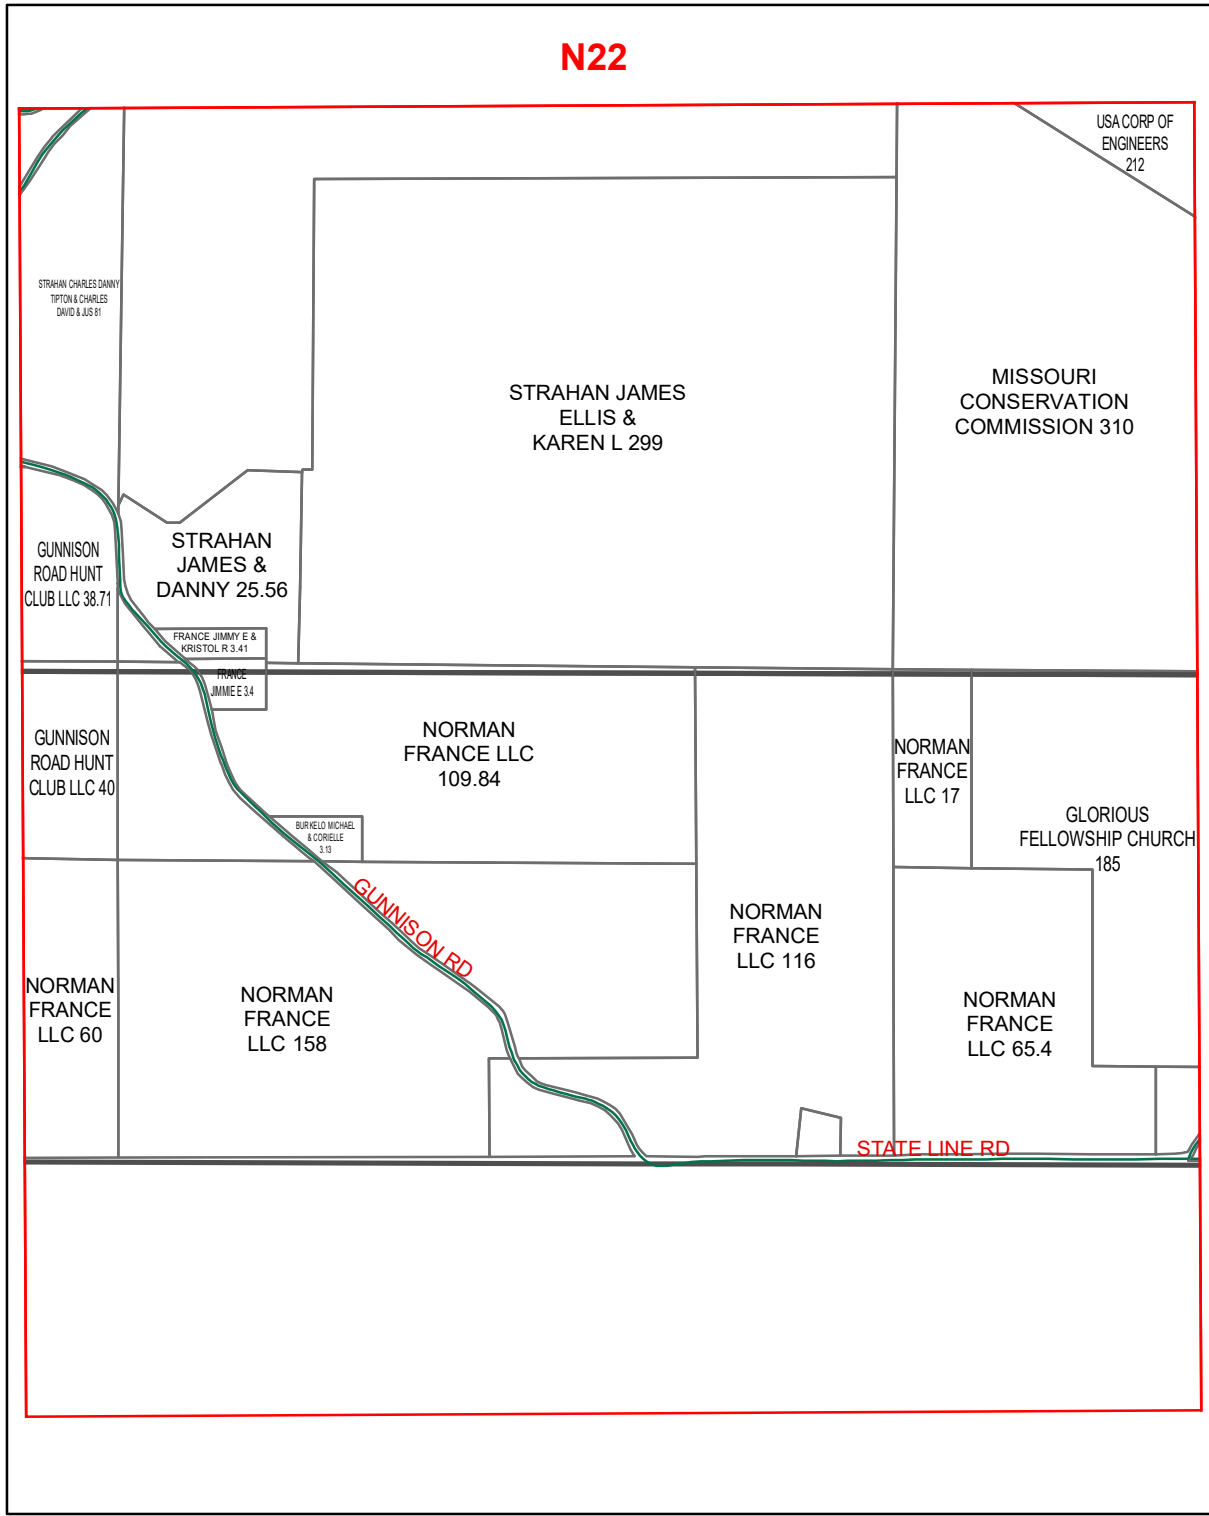 N22
USA CORP OF
ENGINEERS
212
STRAHAN CHARLES DANNY
TIPTON & CHARLES
DAVID & JUS 81
STRAHAN JAMES
ELLIS &
KAREN L 299
MISSOURI
CONSERVATION
COMMISSION 310
GUNNISON
ROAD HUNT
CLUB LLC 38.71
STRAHAN
JAMES &
DANNY 25.56
FRANCE JIMMY E &
KRISTOL R 3.41
FRANCE
JIMMIE E 3.4
GUNNISON
ROAD HUNT
CLUB LLC 40
NORMAN
FRANCE LLC
109.84
NORMAN
FRANCE
LLC 17
GLORIOUS
FELLOWSHIP CHURCH
185
BURKELO MICHAEL
& CORIELLE
3.13
GUNNISON RD
NORMAN
FRANCE
LLC 116
NORMAN
FRANCE
LLC 60
NORMAN
FRANCE
LLC 158
NORMAN
FRANCE
LLC 65.4
STATE LINE RD